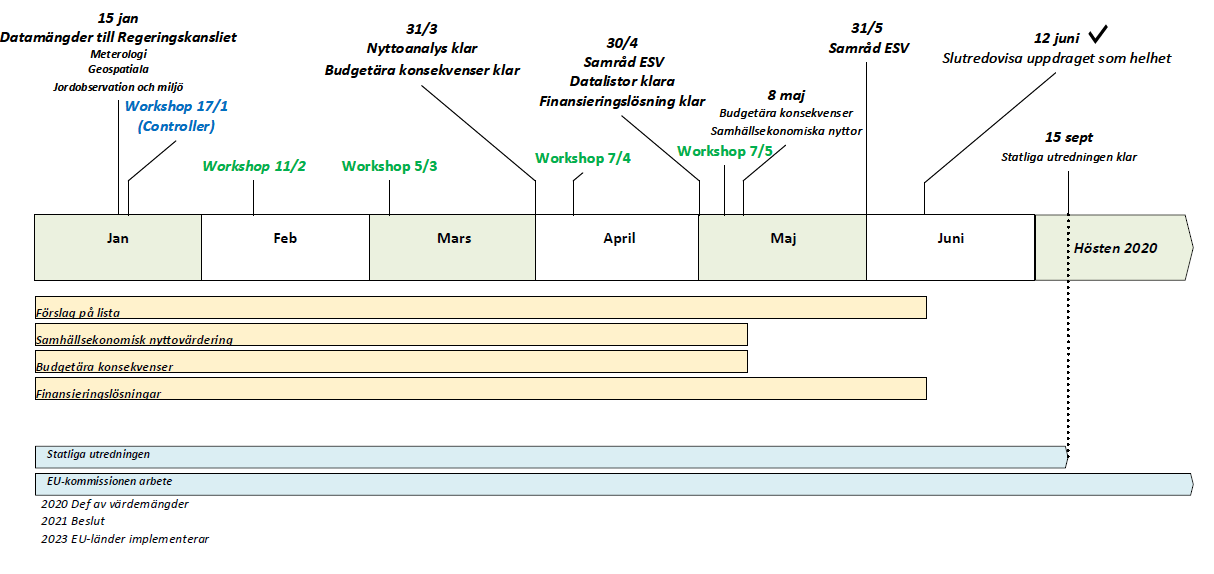 15 jan
Datamängder till Regeringskansliet
Meterologi
Geospatiala
Jordobservation och miljö
Workshop 17/1
(Controller)
Workshop 11/2
31/3
Nyttoanalys klar
Budgetära konsekvenser klar
Workshop 5/3
30/4
Samråd ESV
Datalistor klara
Finansieringslösning klar
Workshop 7/4
31/5
Samråd ESV
8 maj
Budgetära konsekvenser
Samhällsekonomiska nyttor
Workshop 7/5
12 juni ✓
Slutredovisa uppdraget som helhet
15 sept
Statliga utredningen klar
Jan
Feb
Mars
April
Maj
Juni
Hösten 2020
Förslag på lista
Samhällsekonomisk nyttovärdering
Budgetära konsekvenser
Finansieringslösningar
Statliga utredningen
EU-kommissionen arbete
2020 Def av värdemängder
2021 Beslut
2023 EU-länder implementerar